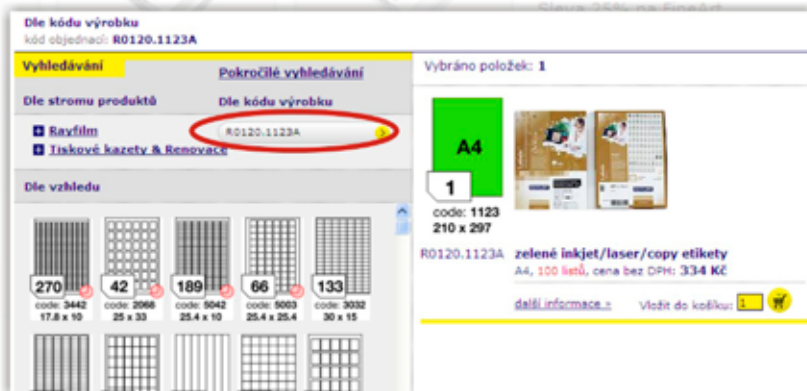 Sleva 25% na FineArt
Dle kódu výrobku
kód objednací: R0120.1123A
Vyhledávání
Pokročilé vyhledávání
Dle stromu produktů
Dle kódu výrobku
Rayfilm
R0120.1123A
Tiskové kazety & Renovace
Dle vzhledu
270
code: 3442
17.8 x 10
42
code: 2068
25 x 33
189
code: 5042
25.4 x 10
66
code: 5003
25.4 x 25.4
133
code: 3032
30 x 15
Vybráno položek: 1
A4
1
code: 1123
210 x 297
R0120.1123A zelené inkjet/laser/copy etikety
A4, 100 listů, cena bez DPH: 334 Kč
další informace »
Vložit do košíku: 1